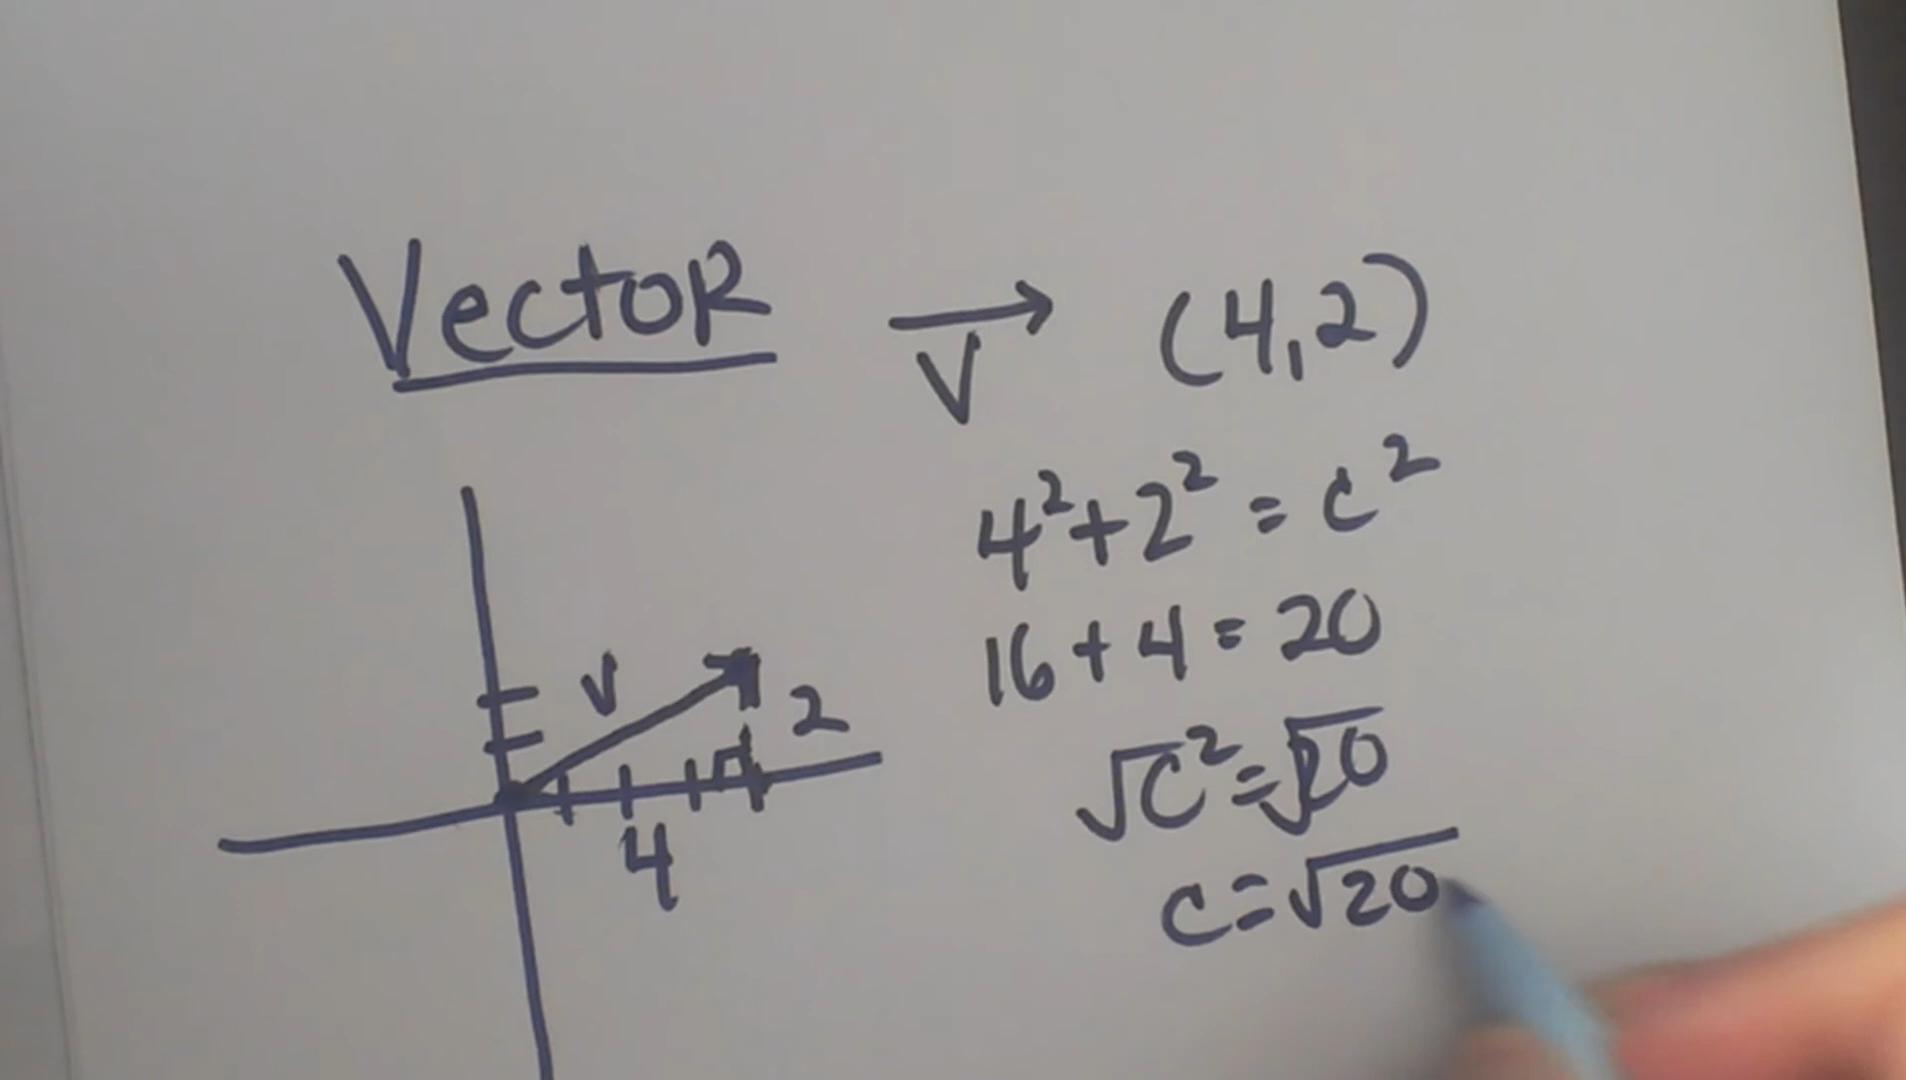 Vector V (4,2)
4²+2² = c²
16+4=20
√c²=√20
c=√20
V
2
4